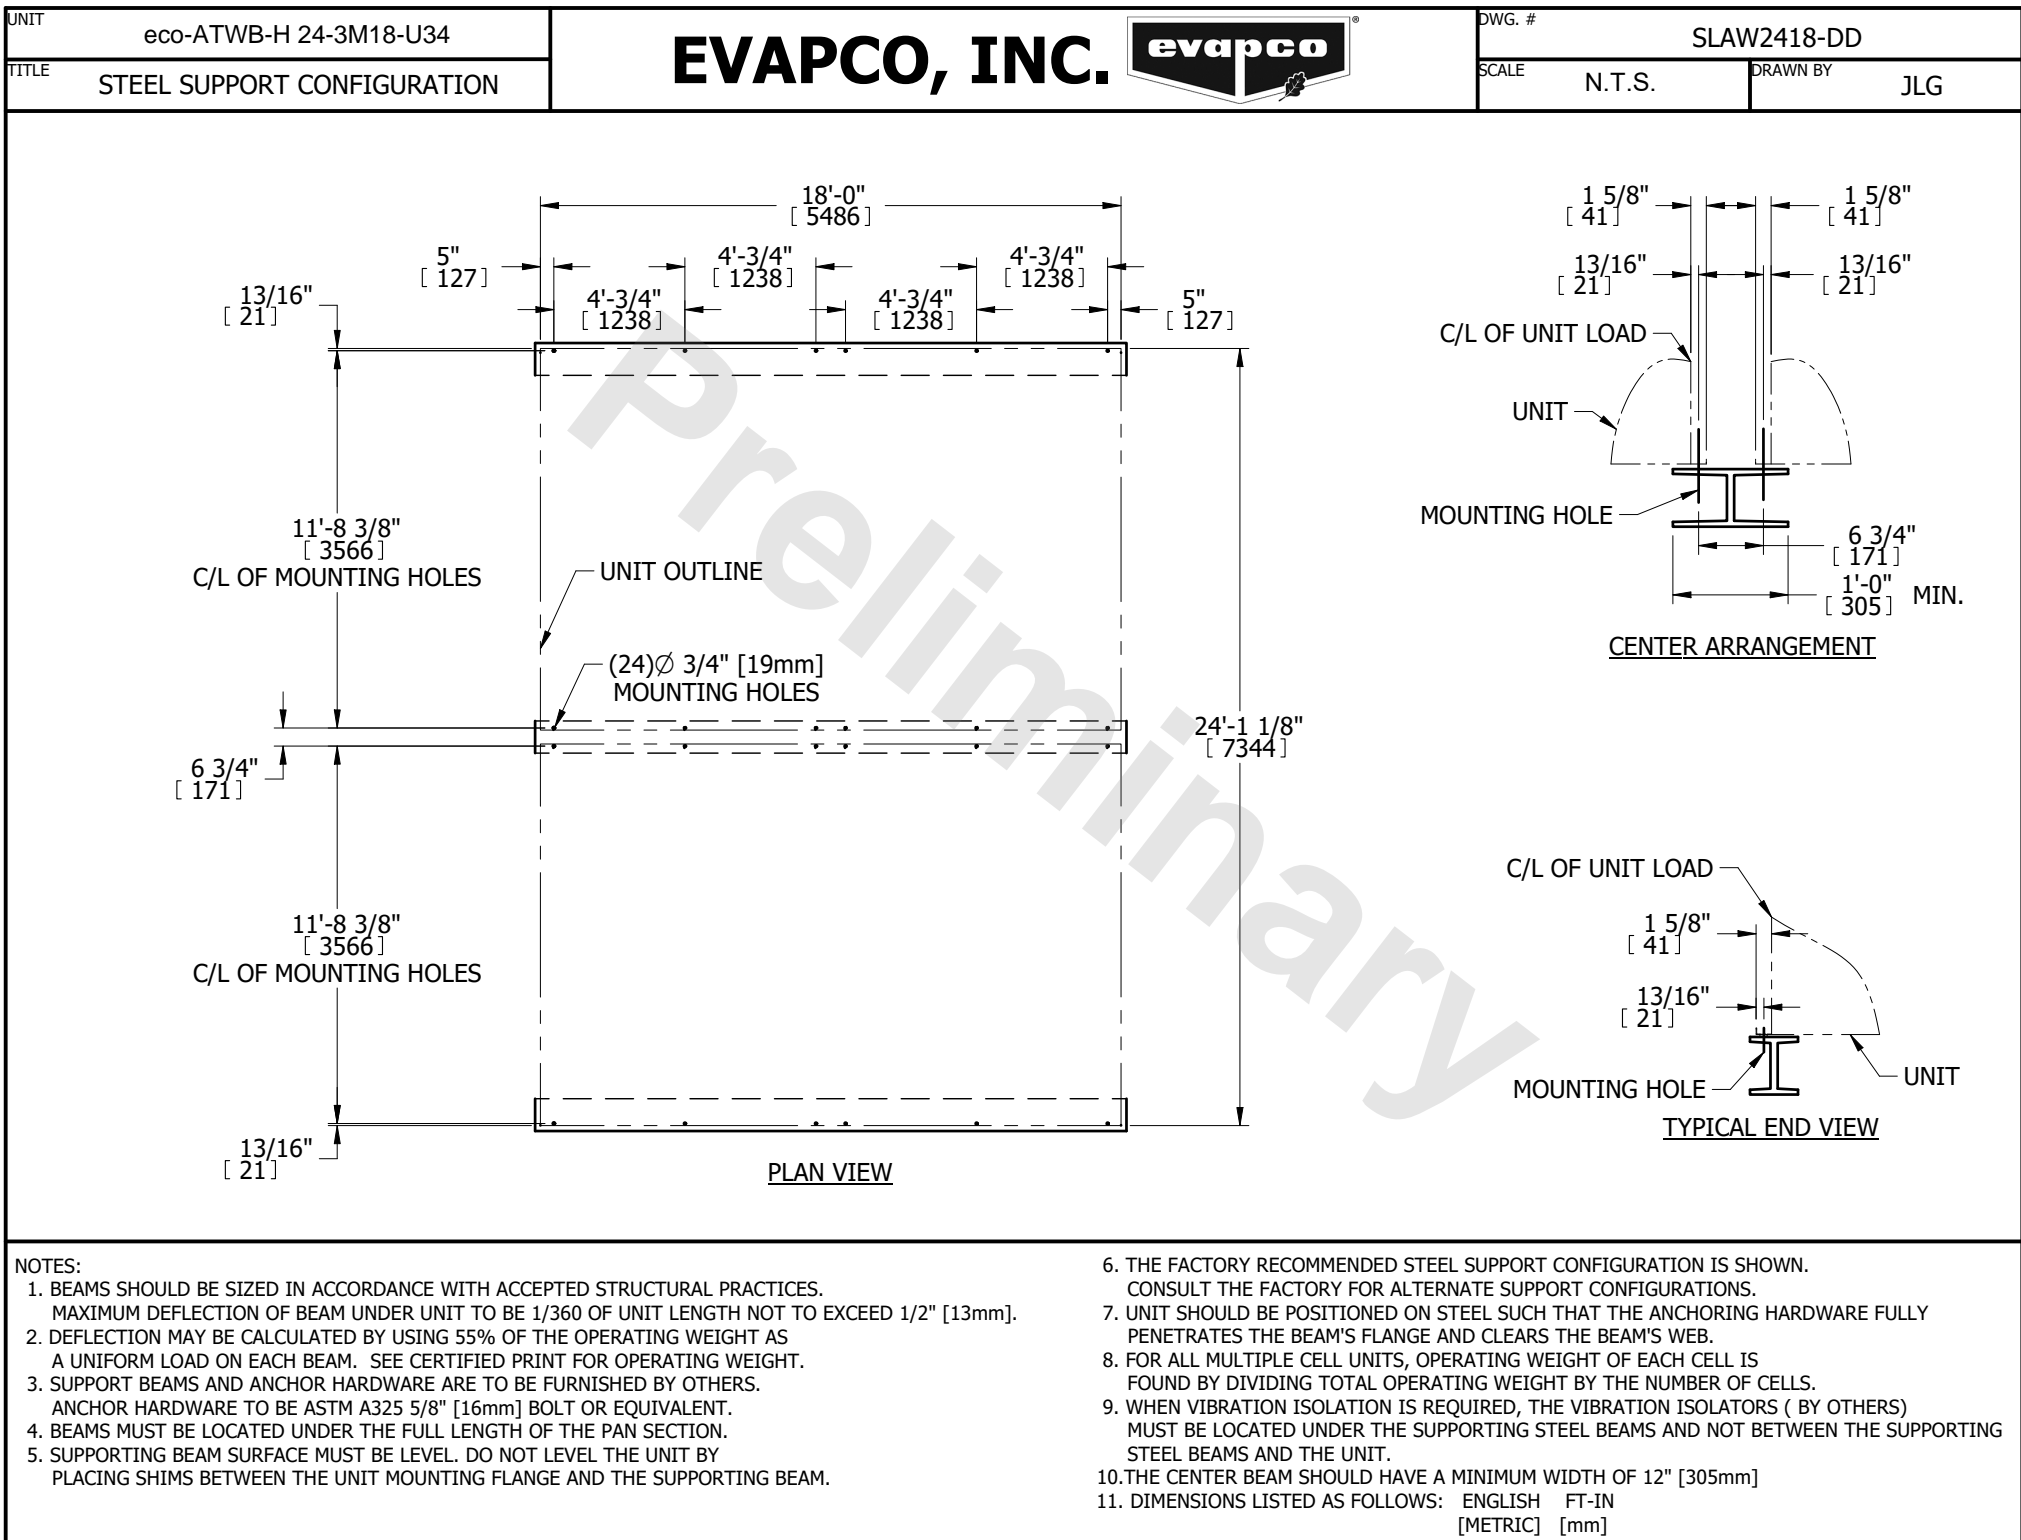 UNIT
eco-ATWB-H 24-3M18-U34
TITLE
STEEL SUPPORT CONFIGURATION
EVAPCO, INC.
evapco
®
DWG. #
SLAW2418-DD
SCALE
N.T.S.
DRAWN BY
JLG
18'-0"
[ 5486 ]
5"
[ 127 ]
4'-3/4"
[ 1238 ]
4'-3/4"
[ 1238 ]
13/16"
[ 21 ]
4'-3/4"
[ 1238 ]
4'-3/4"
[ 1238 ]
5"
[ 127 ]
11'-8 3/8"
[ 3566 ]
C/L OF MOUNTING HOLES
UNIT OUTLINE
(24)∅ 3/4" [19mm]
MOUNTING HOLES
6 3/4"
[ 171 ]
24'-1 1/8"
[ 7344 ]
11'-8 3/8"
[ 3566 ]
C/L OF MOUNTING HOLES
13/16"
[ 21 ]
PLAN VIEW
Preliminary
1 5/8"
[ 41 ]
1 5/8"
[ 41 ]
13/16"
[ 21 ]
13/16"
[ 21 ]
C/L OF UNIT LOAD
UNIT
MOUNTING HOLE
6 3/4"
[ 171 ]
1'-0"
[ 305 ] MIN.
CENTER ARRANGEMENT
C/L OF UNIT LOAD
1 5/8"
[ 41 ]
13/16"
[ 21 ]
MOUNTING HOLE
UNIT
TYPICAL END VIEW
NOTES:
1. BEAMS SHOULD BE SIZED IN ACCORDANCE WITH ACCEPTED STRUCTURAL PRACTICES.
MAXIMUM DEFLECTION OF BEAM UNDER UNIT TO BE 1/360 OF UNIT LENGTH NOT TO EXCEED 1/2" [13mm].
2. DEFLECTION MAY BE CALCULATED BY USING 55% OF THE OPERATING WEIGHT AS
A UNIFORM LOAD ON EACH BEAM. SEE CERTIFIED PRINT FOR OPERATING WEIGHT.
3. SUPPORT BEAMS AND ANCHOR HARDWARE ARE TO BE FURNISHED BY OTHERS.
ANCHOR HARDWARE TO BE ASTM A325 5/8" [16mm] BOLT OR EQUIVALENT.
4. BEAMS MUST BE LOCATED UNDER THE FULL LENGTH OF THE PAN SECTION.
5. SUPPORTING BEAM SURFACE MUST BE LEVEL. DO NOT LEVEL THE UNIT BY
PLACING SHIMS BETWEEN THE UNIT MOUNTING FLANGE AND THE SUPPORTING BEAM.
6. THE FACTORY RECOMMENDED STEEL SUPPORT CONFIGURATION IS SHOWN.
CONSULT THE FACTORY FOR ALTERNATE SUPPORT CONFIGURATIONS.
7. UNIT SHOULD BE POSITIONED ON STEEL SUCH THAT THE ANCHORING HARDWARE FULLY
PENETRATES THE BEAM'S FLANGE AND CLEARS THE BEAM'S WEB.
8. FOR ALL MULTIPLE CELL UNITS, OPERATING WEIGHT OF EACH CELL IS
FOUND BY DIVIDING TOTAL OPERATING WEIGHT BY THE NUMBER OF CELLS.
9. WHEN VIBRATION ISOLATION IS REQUIRED, THE VIBRATION ISOLATORS ( BY OTHERS)
MUST BE LOCATED UNDER THE SUPPORTING STEEL BEAMS AND NOT BETWEEN THE SUPPORTING
STEEL BEAMS AND THE UNIT.
10.THE CENTER BEAM SHOULD HAVE A MINIMUM WIDTH OF 12" [305mm]
11. DIMENSIONS LISTED AS FOLLOWS: ENGLISH FT-IN
[METRIC] [mm]